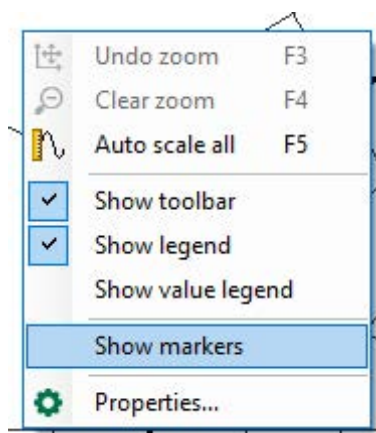 Undo zoom F3
Clear zoom F4
Auto scale all F5
Show toolbar
Show legend
Show value legend
Show markers
Properties...